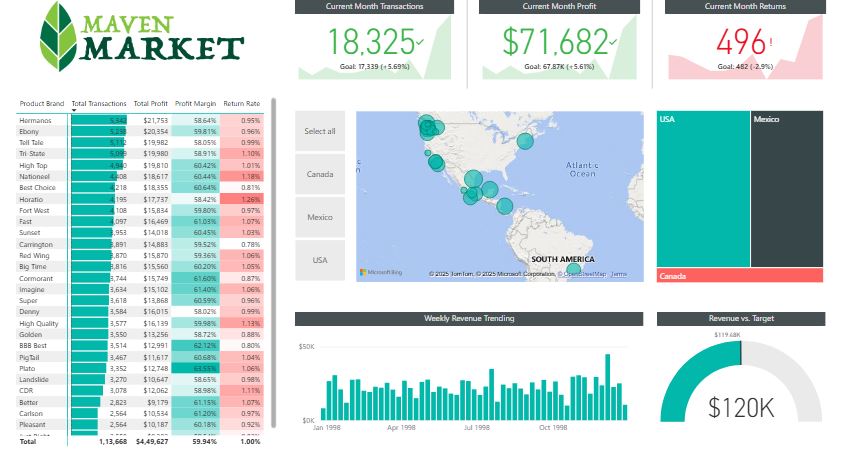 MAVEN
MARKET
Current Month Transactions
18,325
Goal: 17,339 (+5.69%)
Current Month Profit
$71,682
Goal: 67.87K (+5.61%)
Current Month Returns
496!
Goal: 482 (-2.9%)
Product Brand Total Transactions Total Profit Profit Margin Return Rate
Hermanos 5,342 $21,753 58.64% 0.95%
Ebony 5,238 $20,354 59.81% 0.96%
Tell Tale 5,112 $19,982 58.05% 0.99%
Tri-State 5,099 $19,980 58.91% 1.10%
High Top 4,940 $19,810 60.42% 1.01%
Nationeel 4,408 $18,617 60.44% 1.18%
Best Choice 4,218 $18,355 60.64% 0.81%
Horatio 4,195 $17,737 58.42% 1.26%
Fort West 4,108 $15,834 59.80% 0.97%
Fast 4,097 $16,469 61.03% 1.07%
Sunset 3,953 $14,018 60.45% 1.03%
Carrington 3,891 $14,883 59.52% 0.78%
Red Wing 3,870 $15,870 59.36% 1.06%
Big Time 3,816 $15,560 60.20% 1.05%
Cormorant 3,744 $15,749 61.60% 0.87%
Imagine 3,634 $15,102 61.40% 1.06%
Super 3,618 $13,868 60.59% 0.96%
Denny 3,584 $16,015 58.02% 0.99%
High Quality 3,577 $16,139 59.98% 1.13%
Golden 3,550 $13,256 58.72% 0.88%
BBB Best 3,514 $12,991 62.12% 0.80%
PigTail 3,467 $11,617 60.68% 1.04%
Plato 3,352 $12,748 63.55% 1.06%
Landslide 3,270 $10,647 58.65% 0.98%
CDR 3,078 $12,062 58.98% 1.11%
Better 2,823 $9,179 61.15% 1.07%
Carlson 2,564 $10,534 61.20% 0.97%
Pleasant 2,564 $10,187 60.18% 0.92%
Total 1,13,668 $4,49,627 59.94% 1.00%
Select all
Canada
Mexico
USA
Atlantic
Ocean
SOUTH AMERICA
Microsoft Bing
© 2025 TomTom, © 2025 Microsoft Corporation, © OpenStreetMap Terms
USA
Mexico
Canada
Weekly Revenue Trending
$50K
$0K
Jan 1998 Apr 1998 Jul 1998 Oct 1998
Revenue vs. Target
$119.48K
$120K